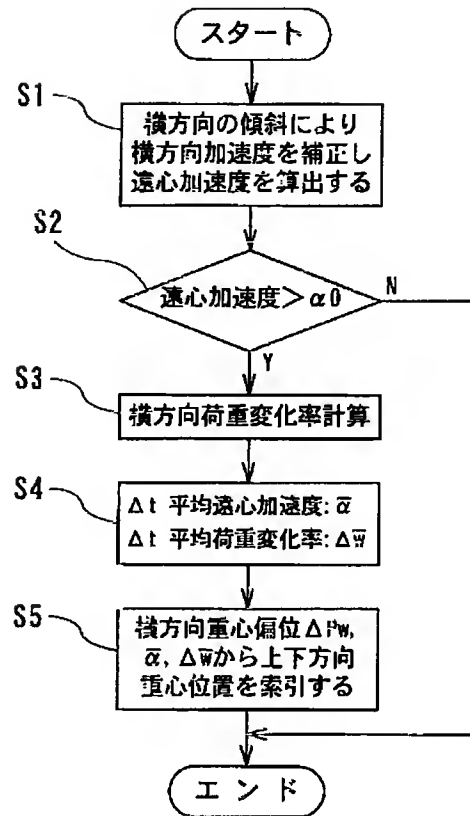 スタート
S1
横方向の傾斜により
横方向加速度を補正し
遠心加速度を算出する
S2
遠心加速度＞α0
N
Y
S3
横方向荷重変化率計算
S4
Δt 平均遠心加速度:α̅
Δt 平均荷重変化率:Δw̅
S5
横方向重心偏位ΔPw,
α̅, Δw̅から上下方向
重心位置を索引する
エンド